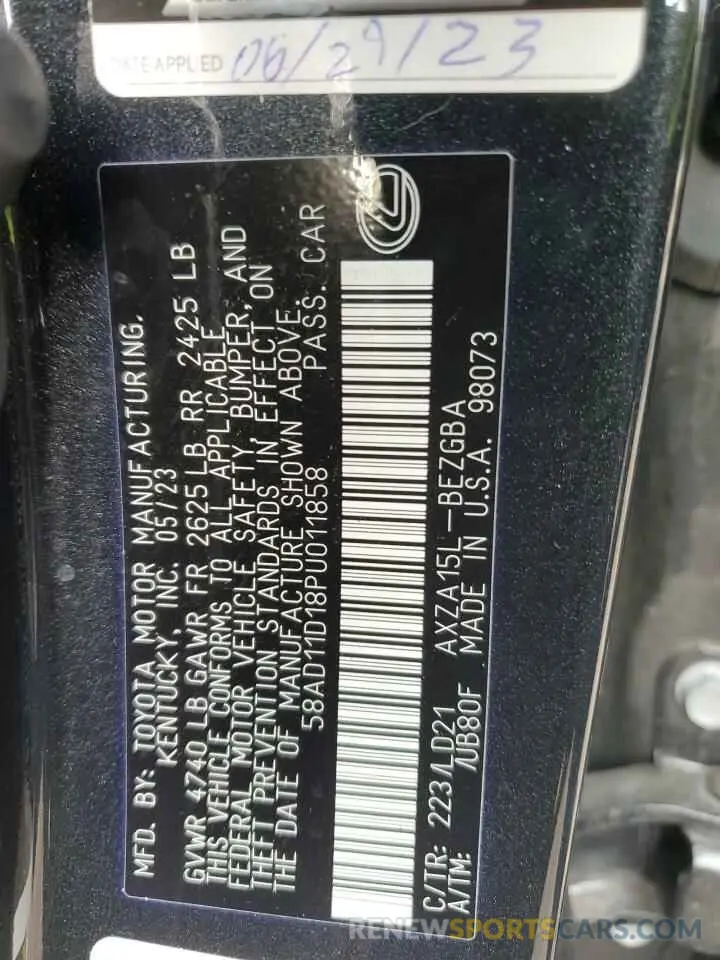 DATE APPLIED 06/29/23
MFD. BY: TOYOTA MOTOR MANUFACTURING,
KENTUCKY, INC. 05/23
GVWR 4740 LB GAWR FR 2625 LB RR 2425 LB
THIS VEHICLE CONFORMS TO ALL APPLICABLE
FEDERAL MOTOR VEHICLE SAFETY, BUMPER, AND
THEFT PREVENTION STANDARDS IN EFFECT ON
THE DATE OF MANUFACTURE SHOWN ABOVE.
58AD11D18PU011858 PASS. CAR
C/TR: 223/LD21 AXZA15L-BEZGBA
A/TM: /UB80F MADE IN U.S.A. 98073
RENEWSPORTSCARS.COM